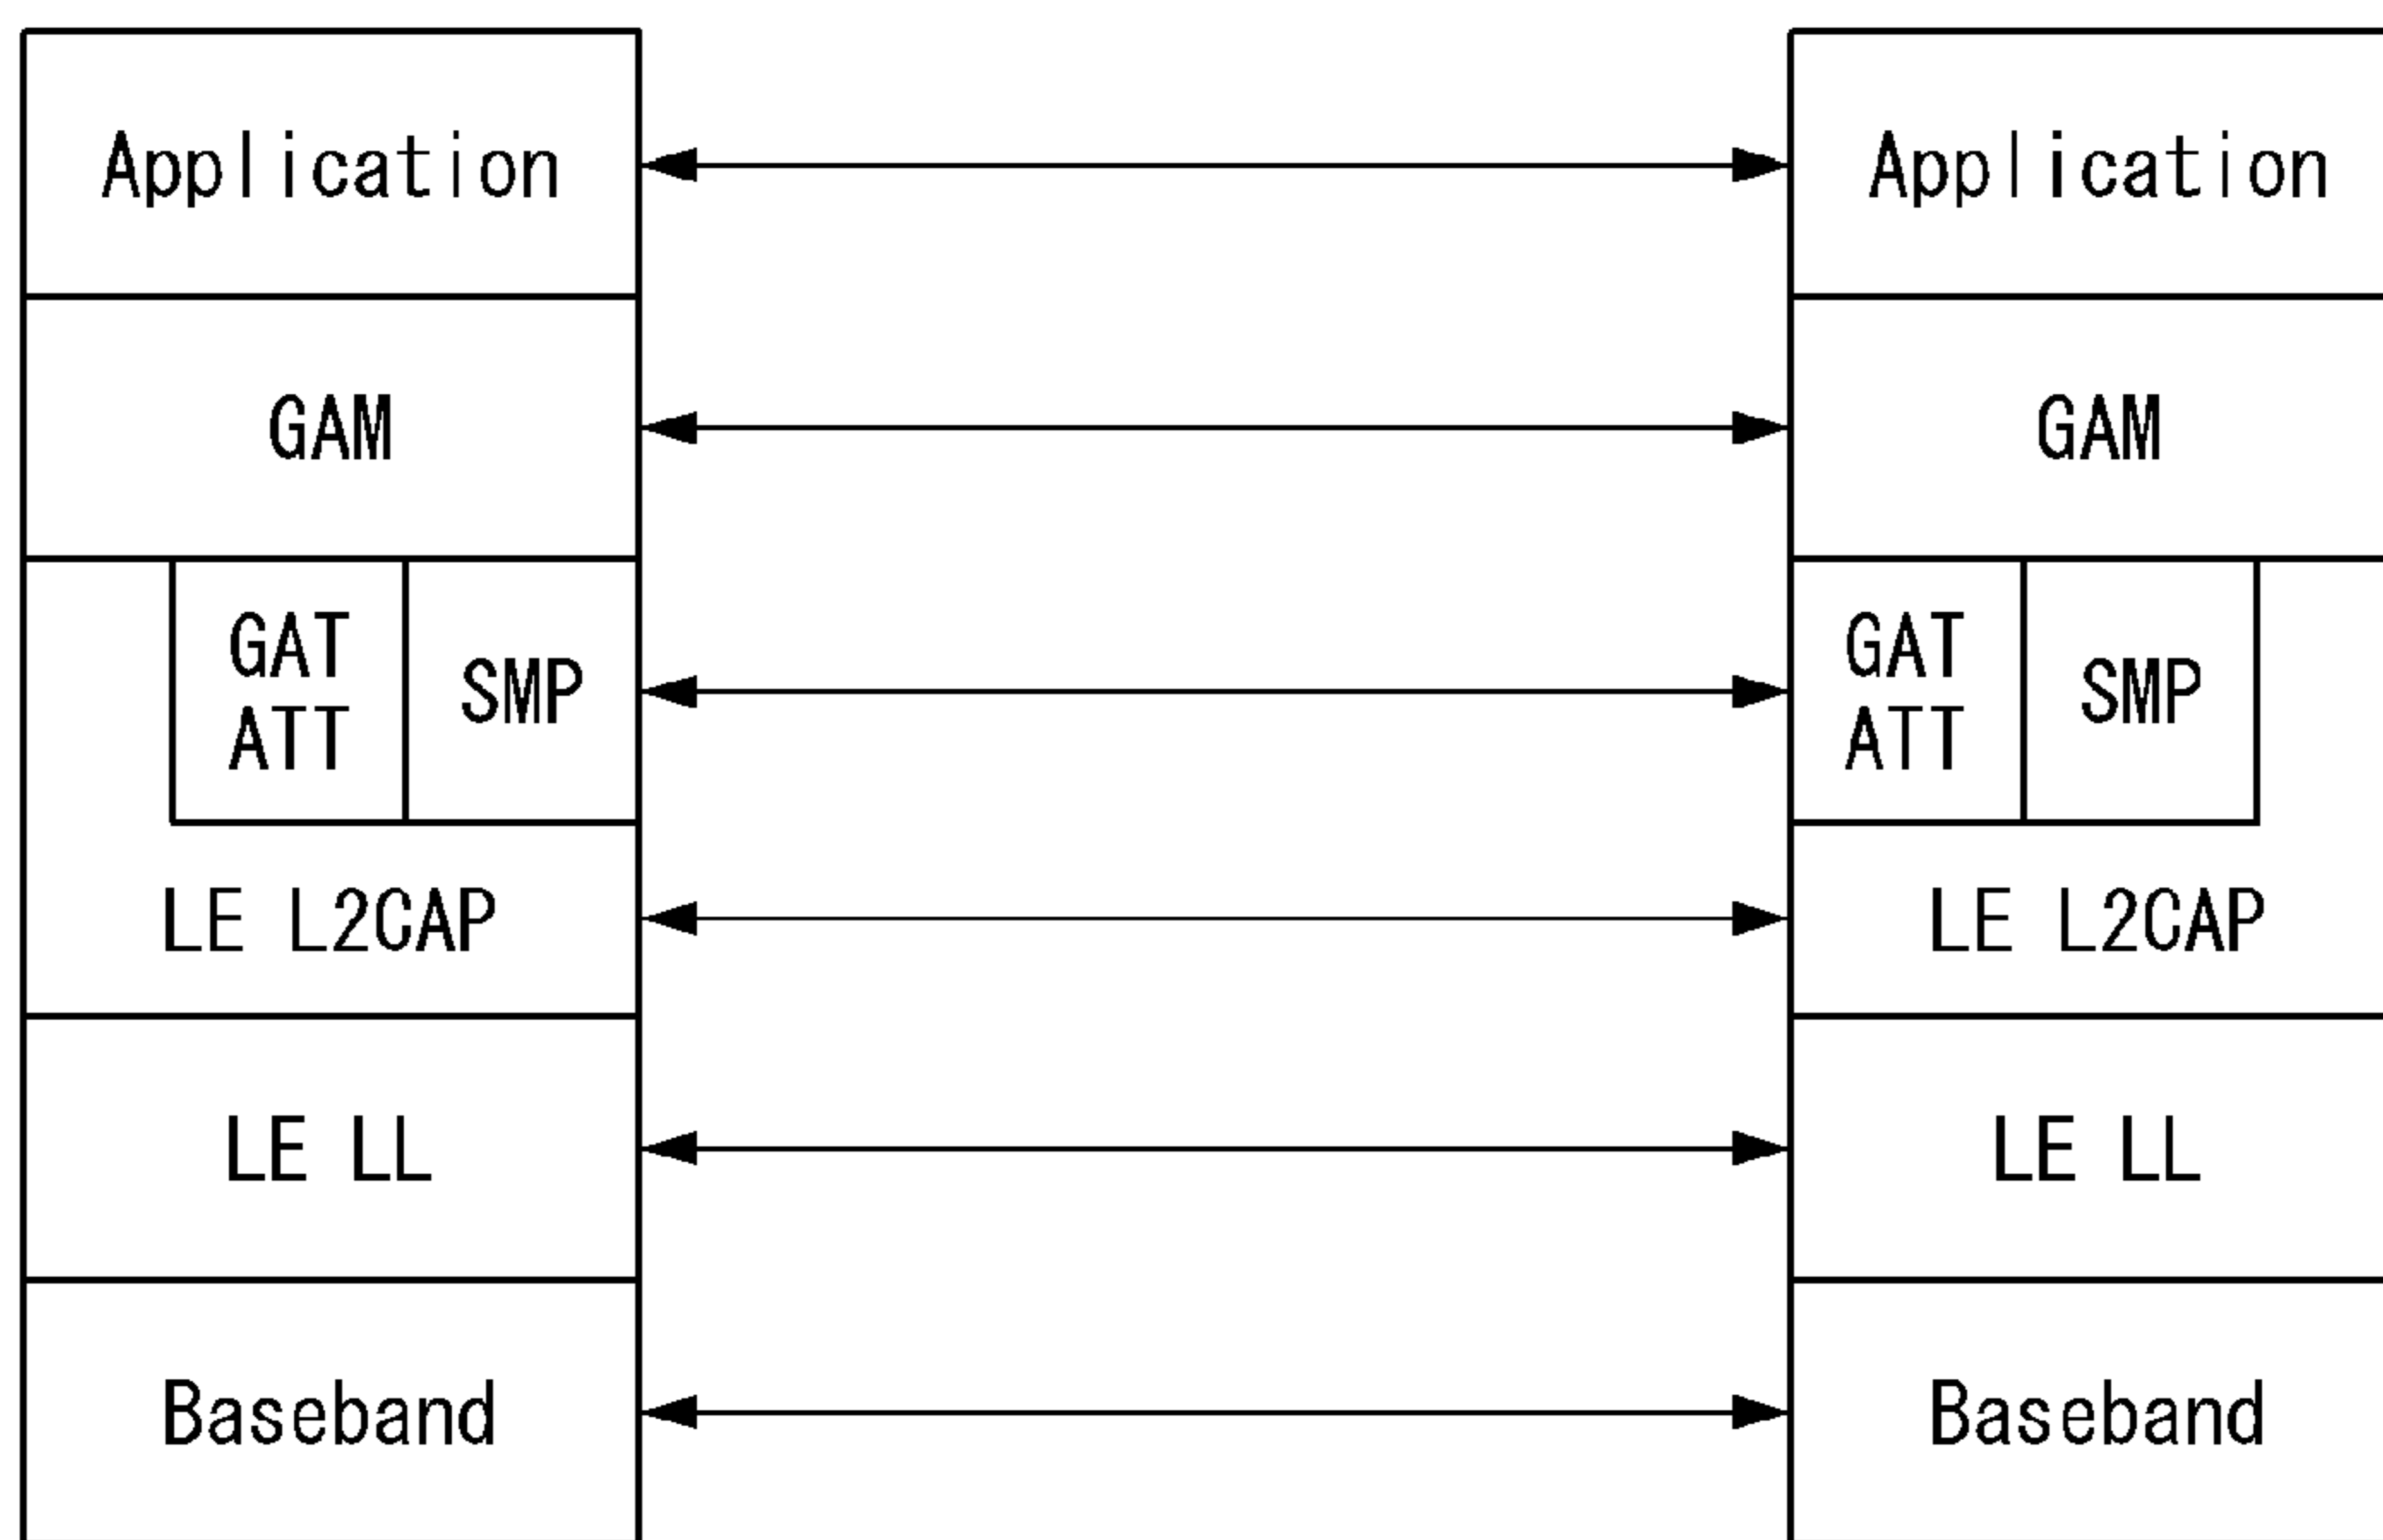 Application
Application
GAM
GAM
GAT
ATT
SMP
GAT
ATT
SMP
LE L2CAP
LE L2CAP
LE LL
LE LL
Baseband
Baseband